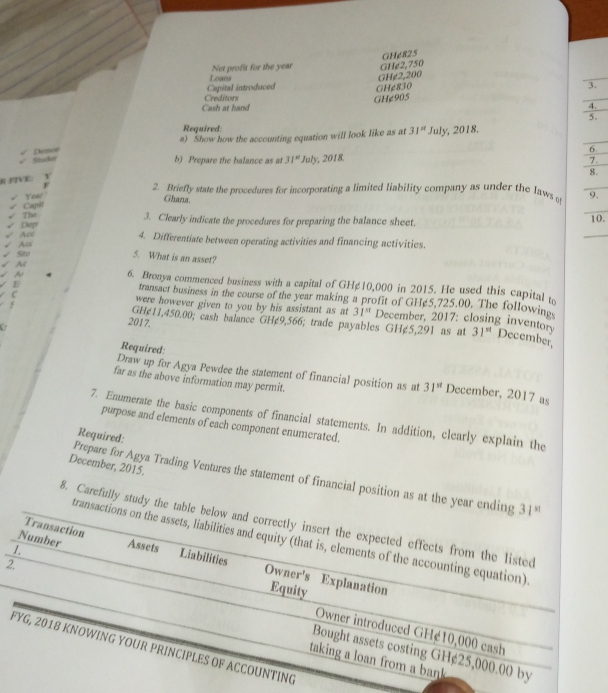 GH¢825
Net profit for the year GH¢2,750
Loans GH¢2,200
Capital introduced GH¢830
Creditors GH¢905
Cash at hand
Required:
a) Show how the accounting equation will look like as at 31st July, 2018.
b) Prepare the balance as at 31st July, 2018.
2. Briefly state the procedures for incorporating a limited liability company as under the laws of
Ghana.
3. Clearly indicate the procedures for preparing the balance sheet.
4. Differentiate between operating activities and financing activities.
5. What is an asset?
6. Bronya commenced business with a capital of GH¢10,000 in 2015. He used this capital to
transact business in the course of the year making a profit of GH¢5,725.00. The followings
were however given to you by his assistant as at 31st December, 2017: closing inventory
GH¢11,450.00; cash balance GH¢9,566; trade payables GH¢5,291 as at 31st December,
2017.
Required:
Draw up for Agya Pewdee the statement of financial position as at 31st December, 2017 as
far as the above information may permit.
7. Enumerate the basic components of financial statements. In addition, clearly explain the
purpose and elements of each component enumerated.
Required:
Prepare for Agya Trading Ventures the statement of financial position as at the year ending 31st
December, 2015.
8. Carefully study the table below and correctly insert the expected effects from the listed
transactions on the assets, liabilities and equity (that is, elements of the accounting equation).
Transaction Number Assets Liabilities Owner's Equity Explanation
1. Owner introduced GH¢10,000 cash
2. Bought assets costing GH¢25,000.00 by
taking a loan from a bank
FYG, 2018 KNOWING YOUR PRINCIPLES OF ACCOUNTING
3.
4.
5.
6.
7.
8.
9.
10.